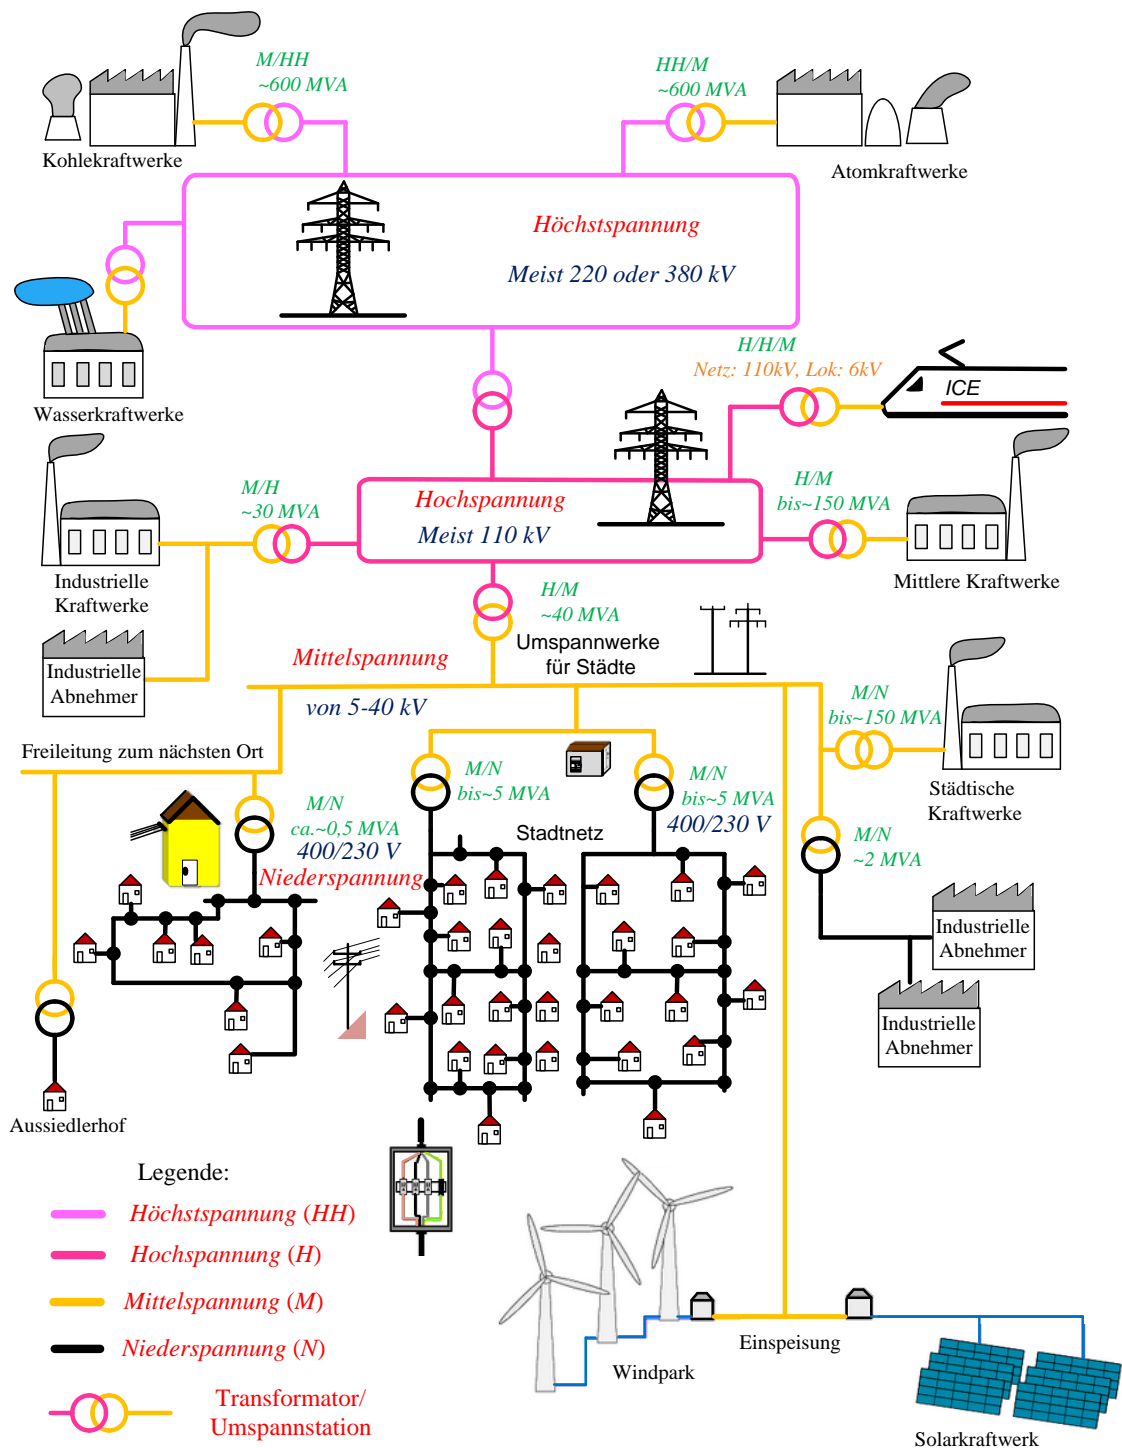 M/HH
~600 MVA
HH/M
~600 MVA
Kohlekraftwerke
Atomkraftwerke
Höchstspannung
Meist 220 oder 380 kV
Wasserkraftwerke
H/H/M
Netz: 110kV, Lok: 6kV
ICE
M/H
~30 MVA
Hochspannung
Meist 110 kV
H/M
bis~150 MVA
Industrielle
Kraftwerke
Mittlere Kraftwerke
H/M
~40 MVA
Umspannwerke
für Städte
Industrielle
Abnehmer
Mittelspannung
von 5-40 kV
M/N
bis~150 MVA
Freileitung zum nächsten Ort
Städtische
Kraftwerke
M/N
ca.~0,5 MVA
400/230 V
Niederspannung
M/N
bis~5 MVA
Stadtnetz
M/N
bis~5 MVA
400/230 V
M/N
~2 MVA
Industrielle
Abnehmer
Industrielle
Abnehmer
Aussiedlerhof
Legende:
Höchstspannung (HH)
Hochspannung (H)
Mittelspannung (M)
Niederspannung (N)
Transformator/
Umspannstation
Windpark
Einspeisung
Solarkraftwerk